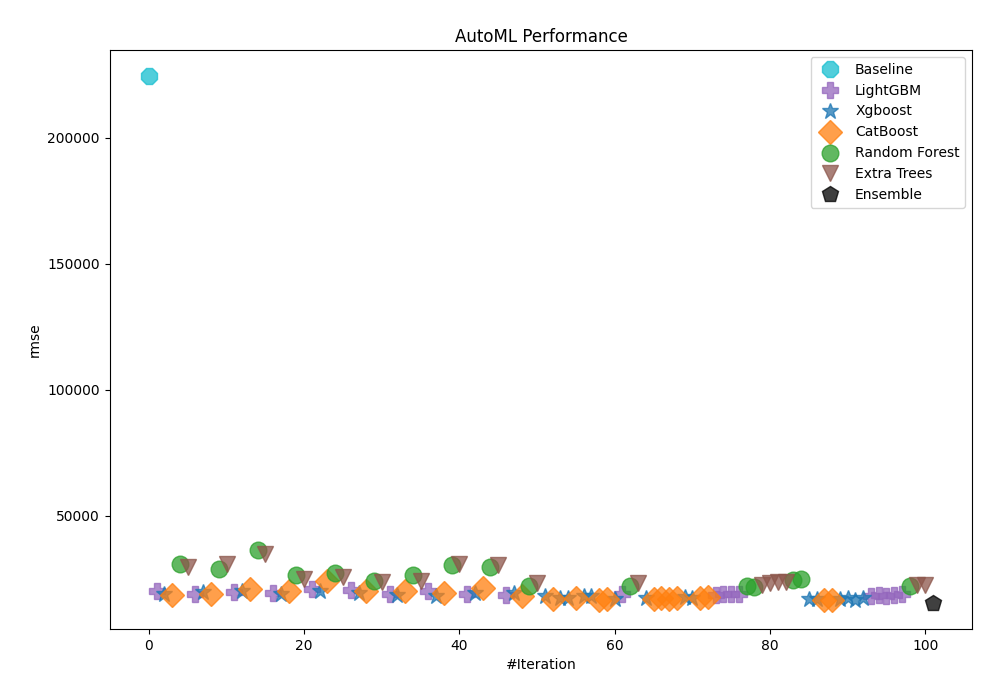 AutoML Performance
Baseline
LightGBM
Xgboost
CatBoost
Random Forest
Extra Trees
Ensemble
200000
150000
100000
50000
rmse
0
20
40
60
80
100
#Iteration